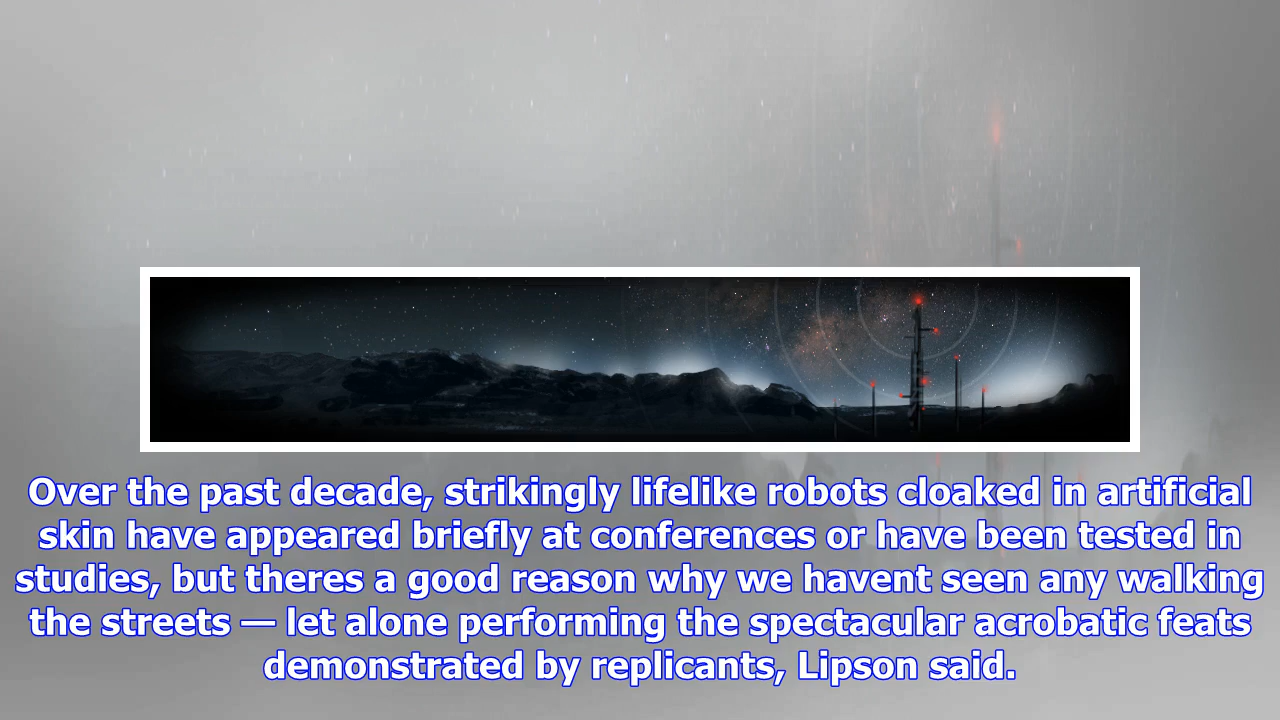 Over the past decade, strikingly lifelike robots cloaked in artificial
skin have appeared briefly at conferences or have been tested in
studies, but theres a good reason why we havent seen any walking
the streets — let alone performing the spectacular acrobatic feats
demonstrated by replicants, Lipson said.